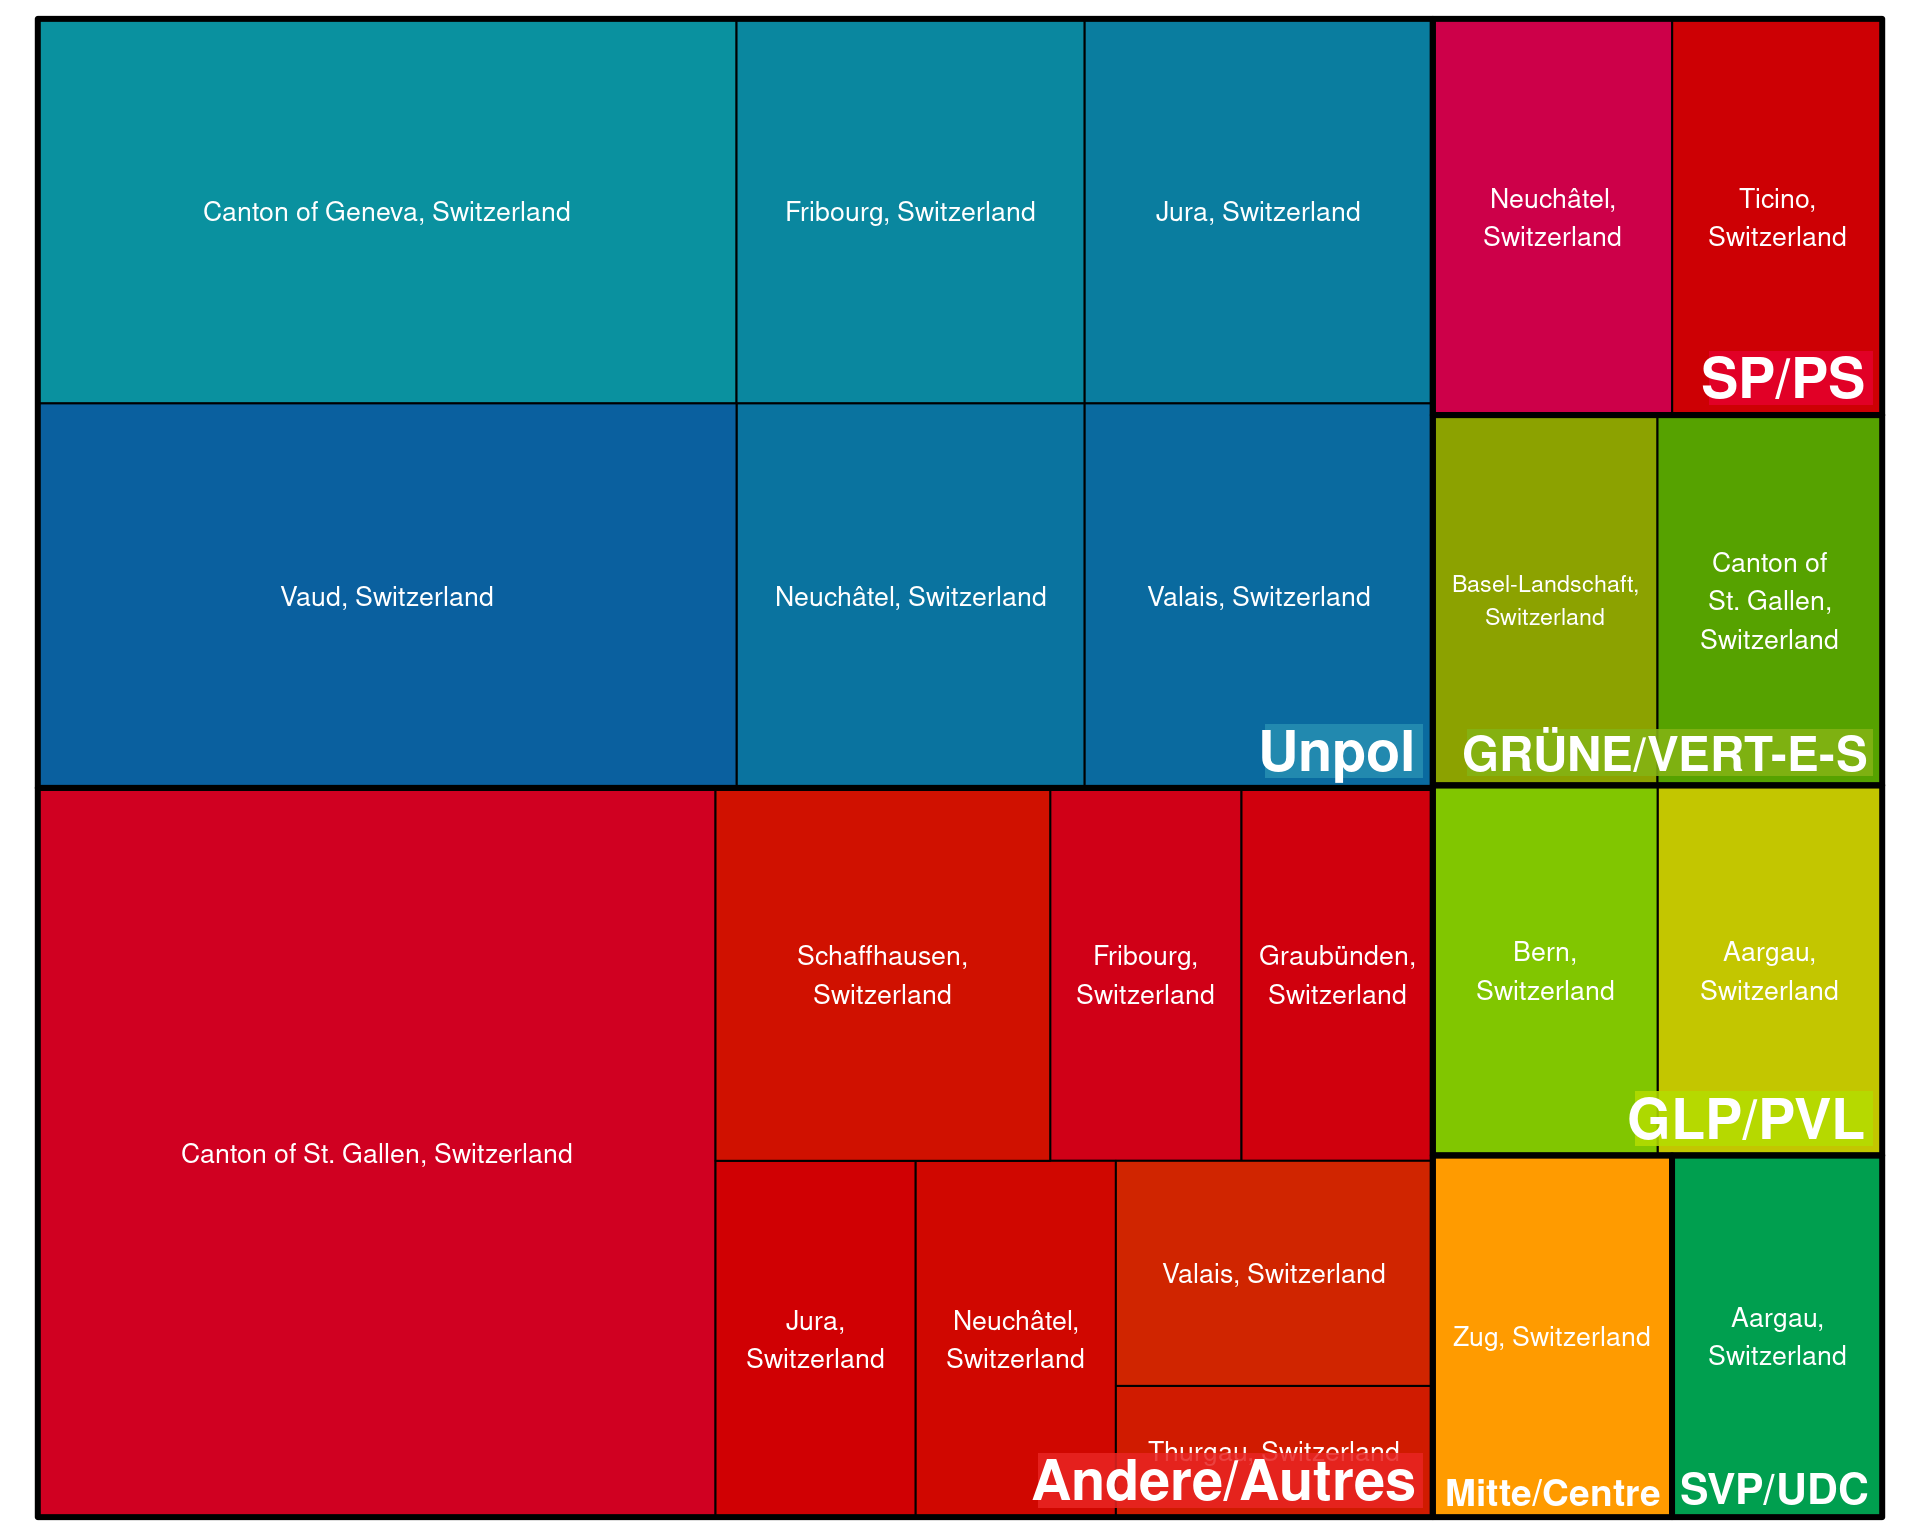 Canton of Geneva, Switzerland
Fribourg, Switzerland
Jura, Switzerland
Vaud, Switzerland
Neuchâtel, Switzerland
Valais, Switzerland
Unpol
Neuchâtel,
Switzerland
Ticino,
Switzerland
SP/PS
Basel-Landschaft,
Switzerland
Canton of
St. Gallen,
Switzerland
GRÜNE/VERT-E-S
Canton of St. Gallen, Switzerland
Schaffhausen,
Switzerland
Fribourg,
Switzerland
Graubünden,
Switzerland
Jura,
Switzerland
Neuchâtel,
Switzerland
Valais, Switzerland
Thurgau, Switzerland
Andere/Autres
Bern,
Switzerland
Aargau,
Switzerland
GLP/PVL
Zug, Switzerland
Mitte/Centre
Aargau,
Switzerland
SVP/UDC